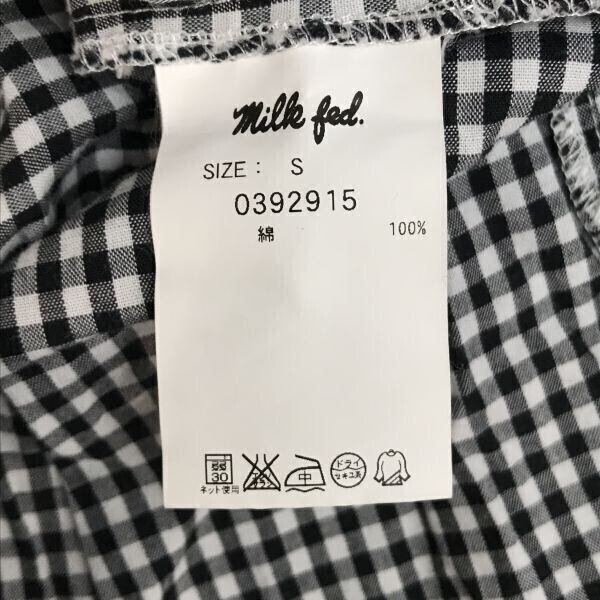 milk fed.
SIZE : S
0392915
綿 100%
30 中 ドライ
ネット使用 セキユ系